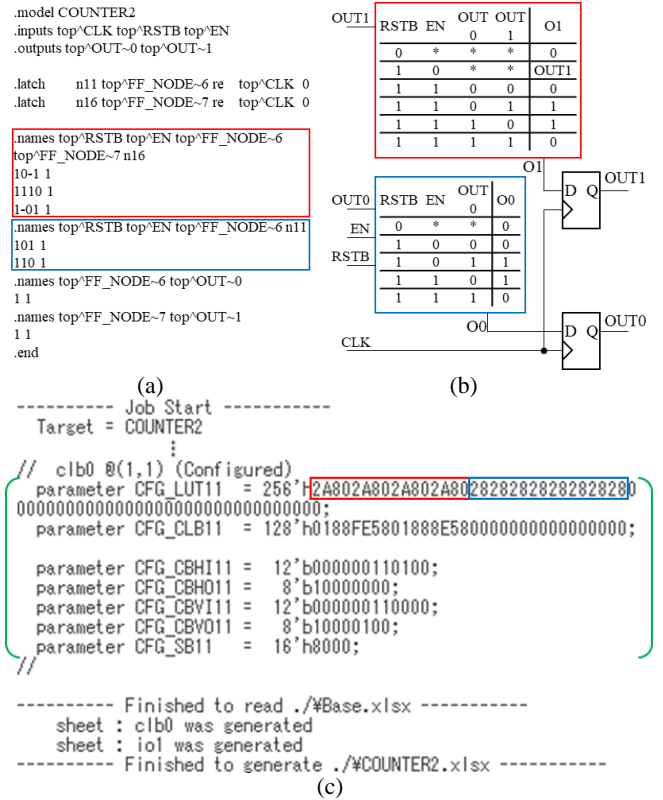 .model COUNTER2
.inputs top^CLK top^RSTB top^EN
.outputs top^OUT~0 top^OUT~1
.latch n11 top^FF_NODE~6 re top^CLK 0
.latch n16 top^FF_NODE~7 re top^CLK 0
.names top^RSTB top^EN top^FF_NODE~6
top^FF_NODE~7 n16
10-1 1
1110 1
1-01 1
.names top^RSTB top^EN top^FF_NODE~6 n11
101 1
110 1
.names top^FF_NODE~6 top^OUT~0
1 1
.names top^FF_NODE~7 top^OUT~1
1 1
.end
(a)
OUT1
RSTB EN OUT 0 OUT 1 O1
0 * * * 0
1 0 * * OUT1
1 1 0 0 0
1 1 0 1 1
1 1 1 0 1
1 1 1 1 0
O1
D Q OUT1
OUT0
EN
RSTB
RSTB EN OUT 0 O0
0 * * 0
1 0 0 0
1 0 1 1
1 1 0 1
1 1 1 0
O0
D Q OUT0
CLK
(b)
---------- Job Start -----------
Target = COUNTER2
⋮
// clb0 @(1,1) (Configured)
parameter CFG_LUT11 = 256'h2A802A802A802A8028282828282828280
0000000000000000000000000000000;
parameter CFG_CLB11 = 128'h0188FE5801888E580000000000000000;
parameter CFG_CBHI11 = 12'b000000110100;
parameter CFG_CBHO11 = 8'b10000000;
parameter CFG_CBVI11 = 12'b000000110000;
parameter CFG_CBVO11 = 8'b10000100;
parameter CFG_SB11 = 16'h8000;
//
---------- Finished to read ./¥Base.xlsx -----------
sheet : clb0 was generated
sheet : io1 was generated
---------- Finished to generate ./¥COUNTER2.xlsx -----------
(c)